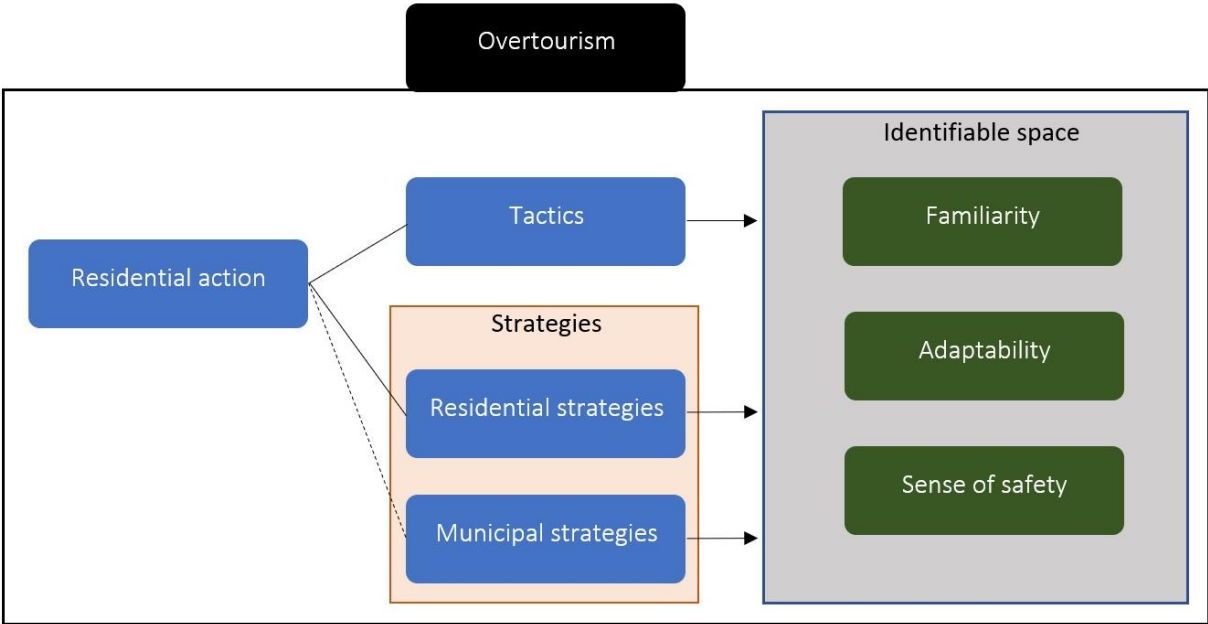 Overtourism
Identifiable space
Tactics
Familiarity
Residential action
Strategies
Adaptability
Residential strategies
Sense of safety
Municipal strategies